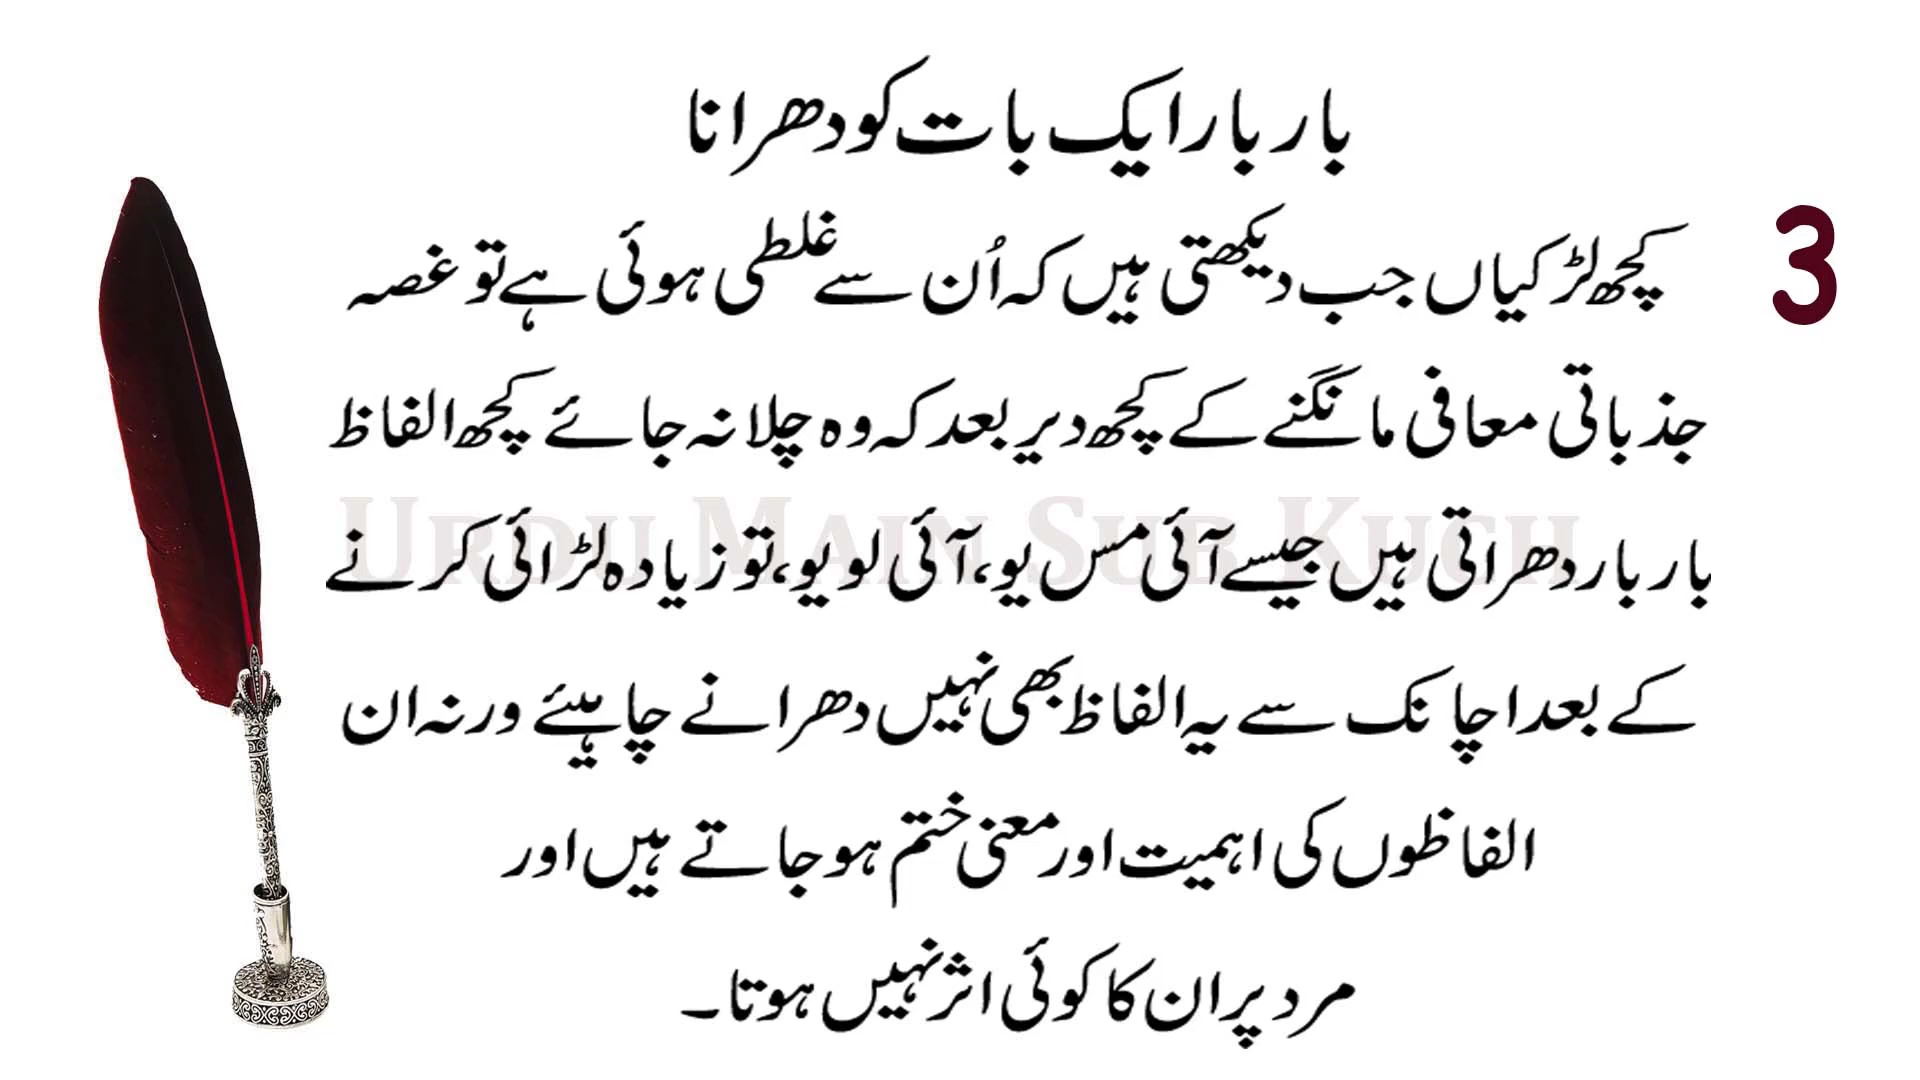 بار بار ایک بات کو دھرانا
3
کچھ لڑکیاں جب دیکھتی ہیں کہ اُن سے غلطی ہوئی ہے تو غصہ
جذباتی معافی مانگنے کے کچھ دیر بعد کہ وہ چلا نہ جائے کچھ الفاظ
بار بار دھراتی ہیں جیسے آئی مس یو، آئی لو یو، تو زیادہ لڑائی کرنے
کے بعد اچانک سے یہ الفاظ بھی نہیں دھرانے چاہیئے ورنہ ان
الفاظوں کی اہمیت اور معنی ختم ہو جاتے ہیں اور
مرد پر ان کا کوئی اثر نہیں ہوتا۔
URDU MAIN SUB KUCH